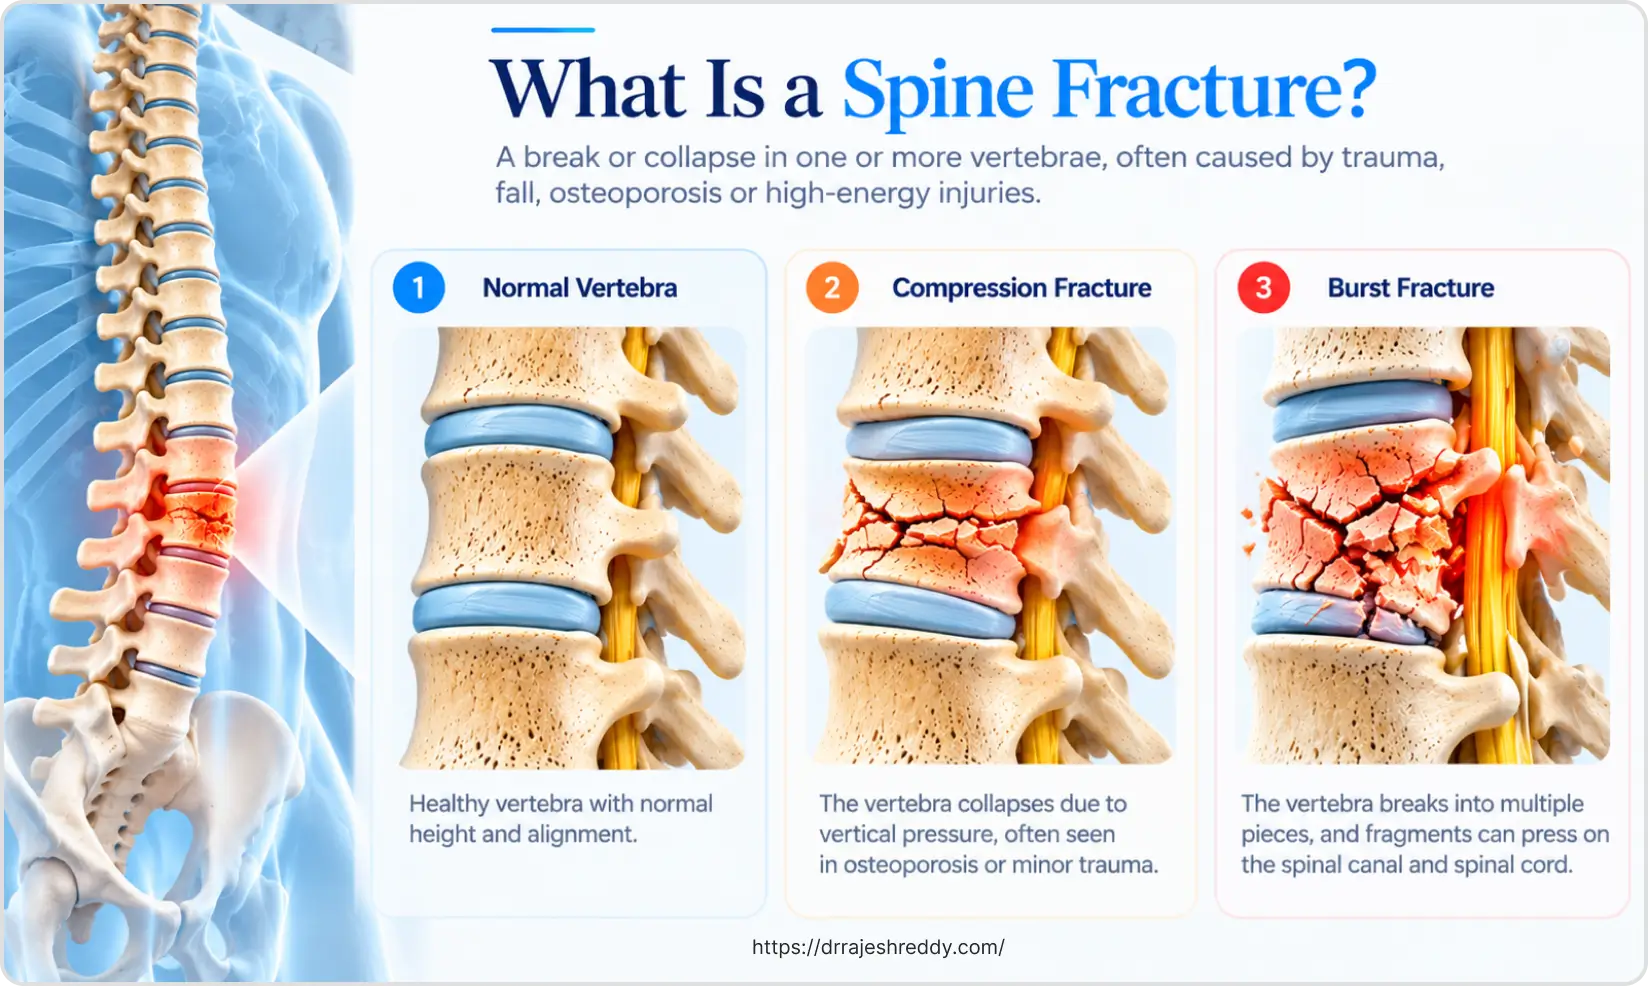 What Is a Spine Fracture?
A break or collapse in one or more vertebrae, often caused by trauma,
fall, osteoporosis or high-energy injuries.
1
Normal Vertebra
Healthy vertebra with normal
height and alignment.
2
Compression Fracture
The vertebra collapses due to
vertical pressure, often seen
in osteoporosis or minor trauma.
3
Burst Fracture
The vertebra breaks into multiple
pieces, and fragments can press on
the spinal canal and spinal cord.
https://drrajeshreddy.com/